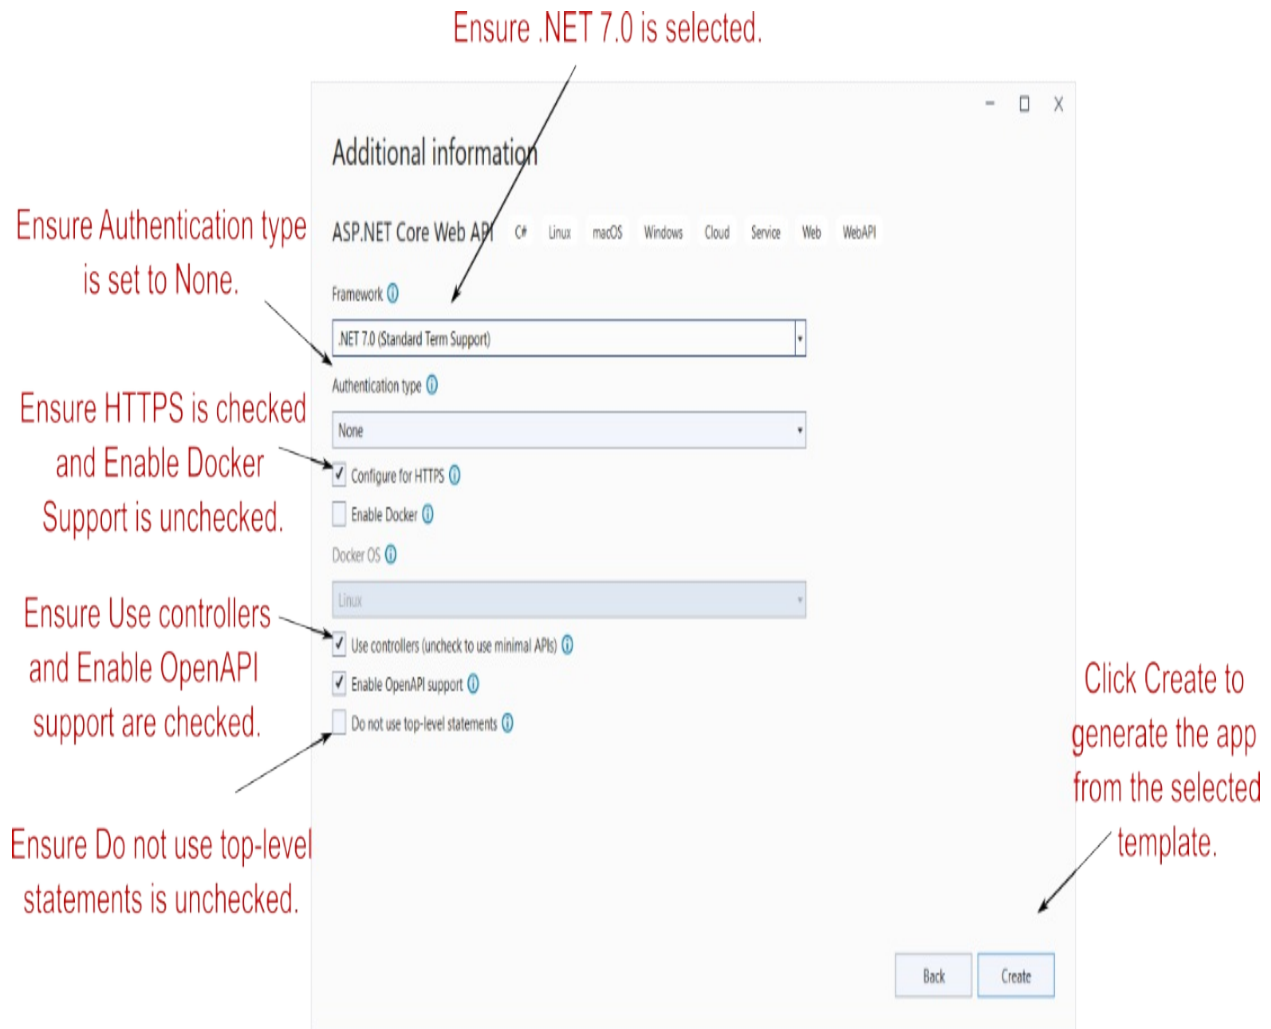 Ensure .NET 7.0 is selected.
Additional information
Ensure Authentication type
is set to None.
ASP.NET Core Web API C# Linux macOS Windows Cloud Service Web WebAPI
Framework
.NET 7.0 (Standard Term Support)
Authentication type
None
Ensure HTTPS is checked
and Enable Docker
Support is unchecked.
Configure for HTTPS
Enable Docker
Docker OS
Linux
Ensure Use controllers
and Enable OpenAPI
support are checked.
Use controllers (uncheck to use minimal APIs)
Enable OpenAPI support
Do not use top-level statements
Ensure Do not use top-level
statements is unchecked.
Click Create to
generate the app
from the selected
template.
Back Create